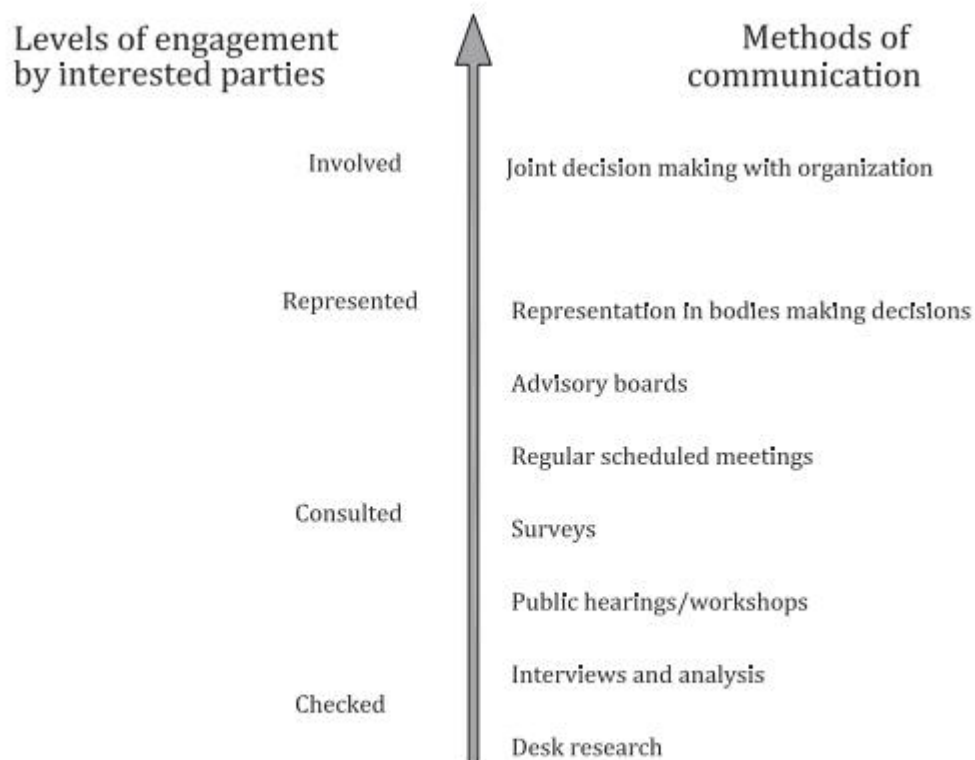 Levels of engagement
by interested parties
Methods of
communication
Involved
Joint decision making with organization
Represented
Representation in bodies making decisions
Advisory boards
Regular scheduled meetings
Consulted
Surveys
Public hearings/workshops
Interviews and analysis
Checked
Desk research